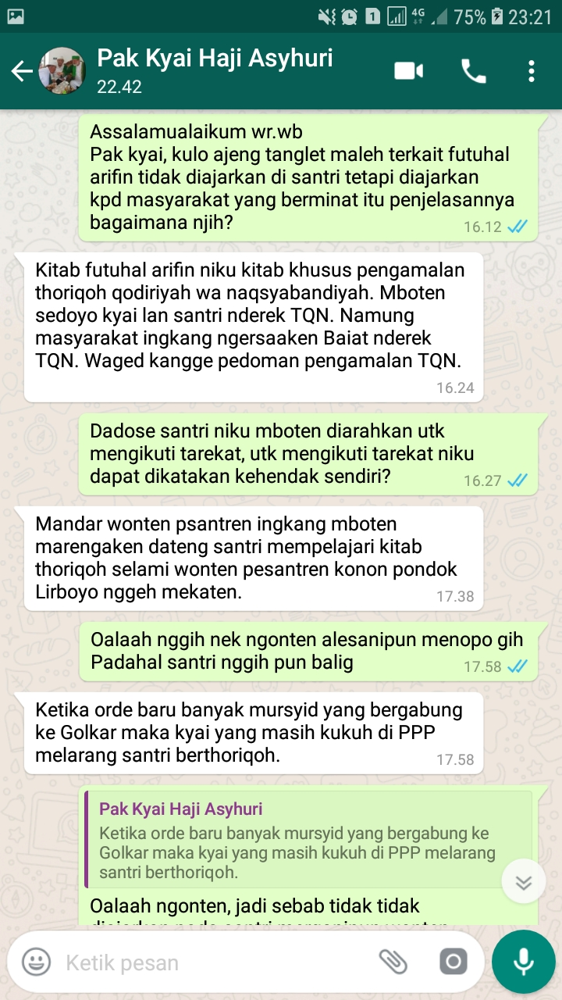 1 4G 75% 23:21
Pak Kyai Haji Asyhuri
22.42
Assalamualaikum wr.wb
Pak kyai, kulo ajeng tanglet maleh terkait futuhal
arifin tidak diajarkan di santri tetapi diajarkan
kpd masyarakat yang berminat itu penjelasannya
bagaimana njih?
16.12
Kitab futuhal arifin niku kitab khusus pengamalan
thoriqoh qodiriyah wa naqsyabandiyah. Mboten
sedoyo kyai lan santri nderek TQN. Namung
masyarakat ingkang ngersaaken Baiat nderek
TQN. Waged kangge pedoman pengamalan TQN.
16.24
Dadose santri niku mboten diarahkan utk
mengikuti tarekat, utk mengikuti tarekat niku
dapat dikatakan kehendak sendiri?
16.27
Mandar wonten psantren ingkang mboten
marengaken dateng santri mempelajari kitab
thoriqoh selami wonten pesantren konon pondok
Lirboyo nggeh mekaten.
17.38
Oalaah nggih nek ngonten alesanipun menopo gih
Padahal santri nggih pun balig
17.58
Ketika orde baru banyak mursyid yang bergabung
ke Golkar maka kyai yang masih kukuh di PPP
melarang santri berthoriqoh.
17.58
Pak Kyai Haji Asyhuri
Ketika orde baru banyak mursyid yang bergabung ke
Golkar maka kyai yang masih kukuh di PPP melarang
santri berthoriqoh.
Oalaah ngonten, jadi sebab tidak tidak
Ketik pesan